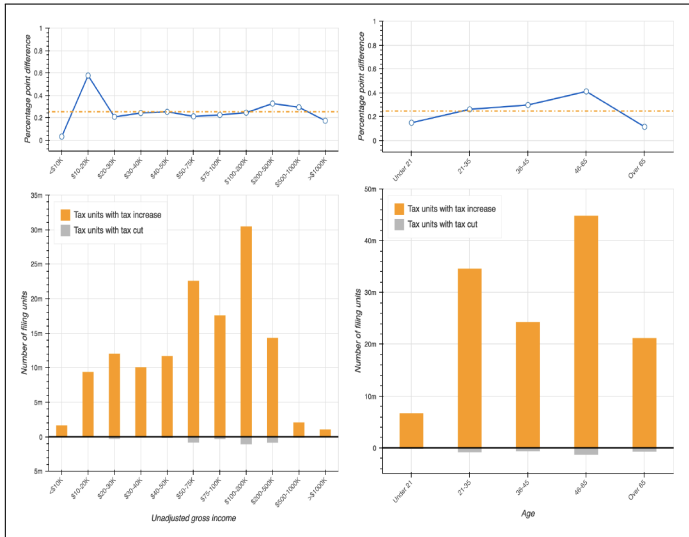 Percentage point difference
1
0.8
0.6
0.4
0.2
0
<$10K
$10-20K
$20-30K
$30-40K
$40-50K
$50-75K
$75-100K
$100-200K
$200-500K
$500-1000K
>$1000K
Percentage point difference
1
0.8
0.6
0.4
0.2
0
Under 21
21-35
36-45
46-65
Over 65
Number of filing units
35m
30m
25m
20m
15m
10m
5m
0
5m
Tax units with tax increase
Tax units with tax cut
<$10K
$10-20K
$20-30K
$30-40K
$40-50K
$50-75K
$75-100K
$100-200K
$200-500K
$500-1000K
>$1000K
Unadjusted gross income
Number of filing units
50m
40m
30m
20m
10m
0
Tax units with tax increase
Tax units with tax cut
Under 21
21-35
36-45
46-65
Over 65
Age